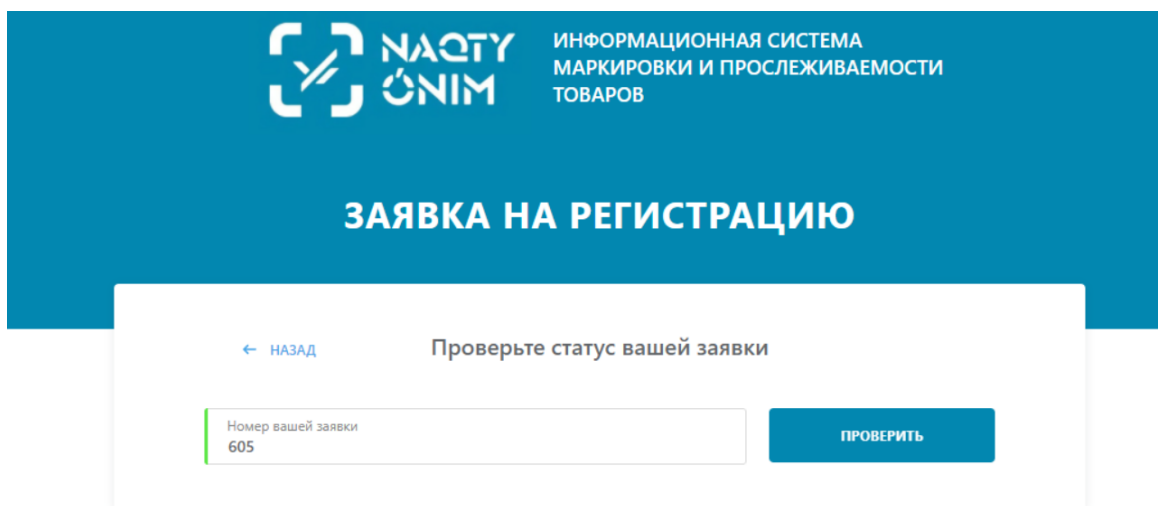 NAQTY
ÓNIM
ИНФОРМАЦИОННАЯ СИСТЕМА
МАРКИРОВКИ И ПРОСЛЕЖИВАЕМОСТИ
ТОВАРОВ
ЗАЯВКА НА РЕГИСТРАЦИЮ
← НАЗАД
Проверьте статус вашей заявки
Номер вашей заявки
605
ПРОВЕРИТЬ